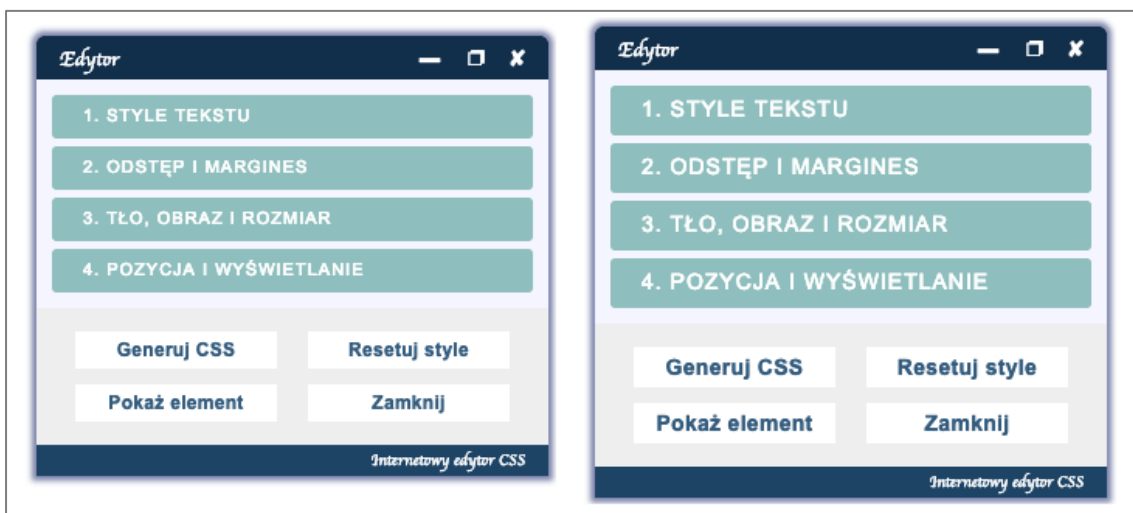 Edytor
1. STYLE TEKSTU
2. ODSTĘP I MARGINES
3. TŁO, OBRAZ I ROZMIAR
4. POZYCJA I WYŚWIETLANIE
Generuj CSS Resetuj style
Pokaż element Zamknij
Internetowy edytor CSS
Edytor
1. STYLE TEKSTU
2. ODSTĘP I MARGINES
3. TŁO, OBRAZ I ROZMIAR
4. POZYCJA I WYŚWIETLANIE
Generuj CSS Resetuj style
Pokaż element Zamknij
Internetowy edytor CSS